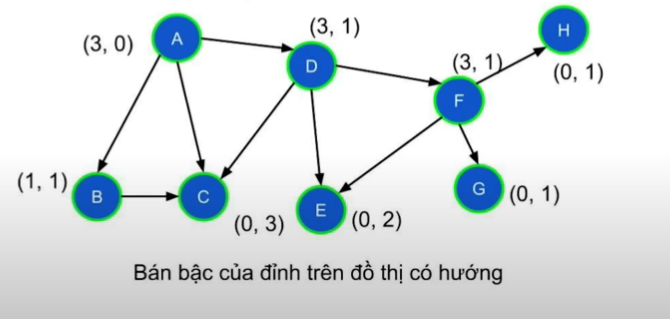 H
(3, 1)
A
(3, 0)
D
(3, 1)
(0, 1)
F
(1, 1)
B
C
G
(0, 1)
E
(0, 3)
(0, 2)
Bán bậc của đỉnh trên đồ thị có hướng